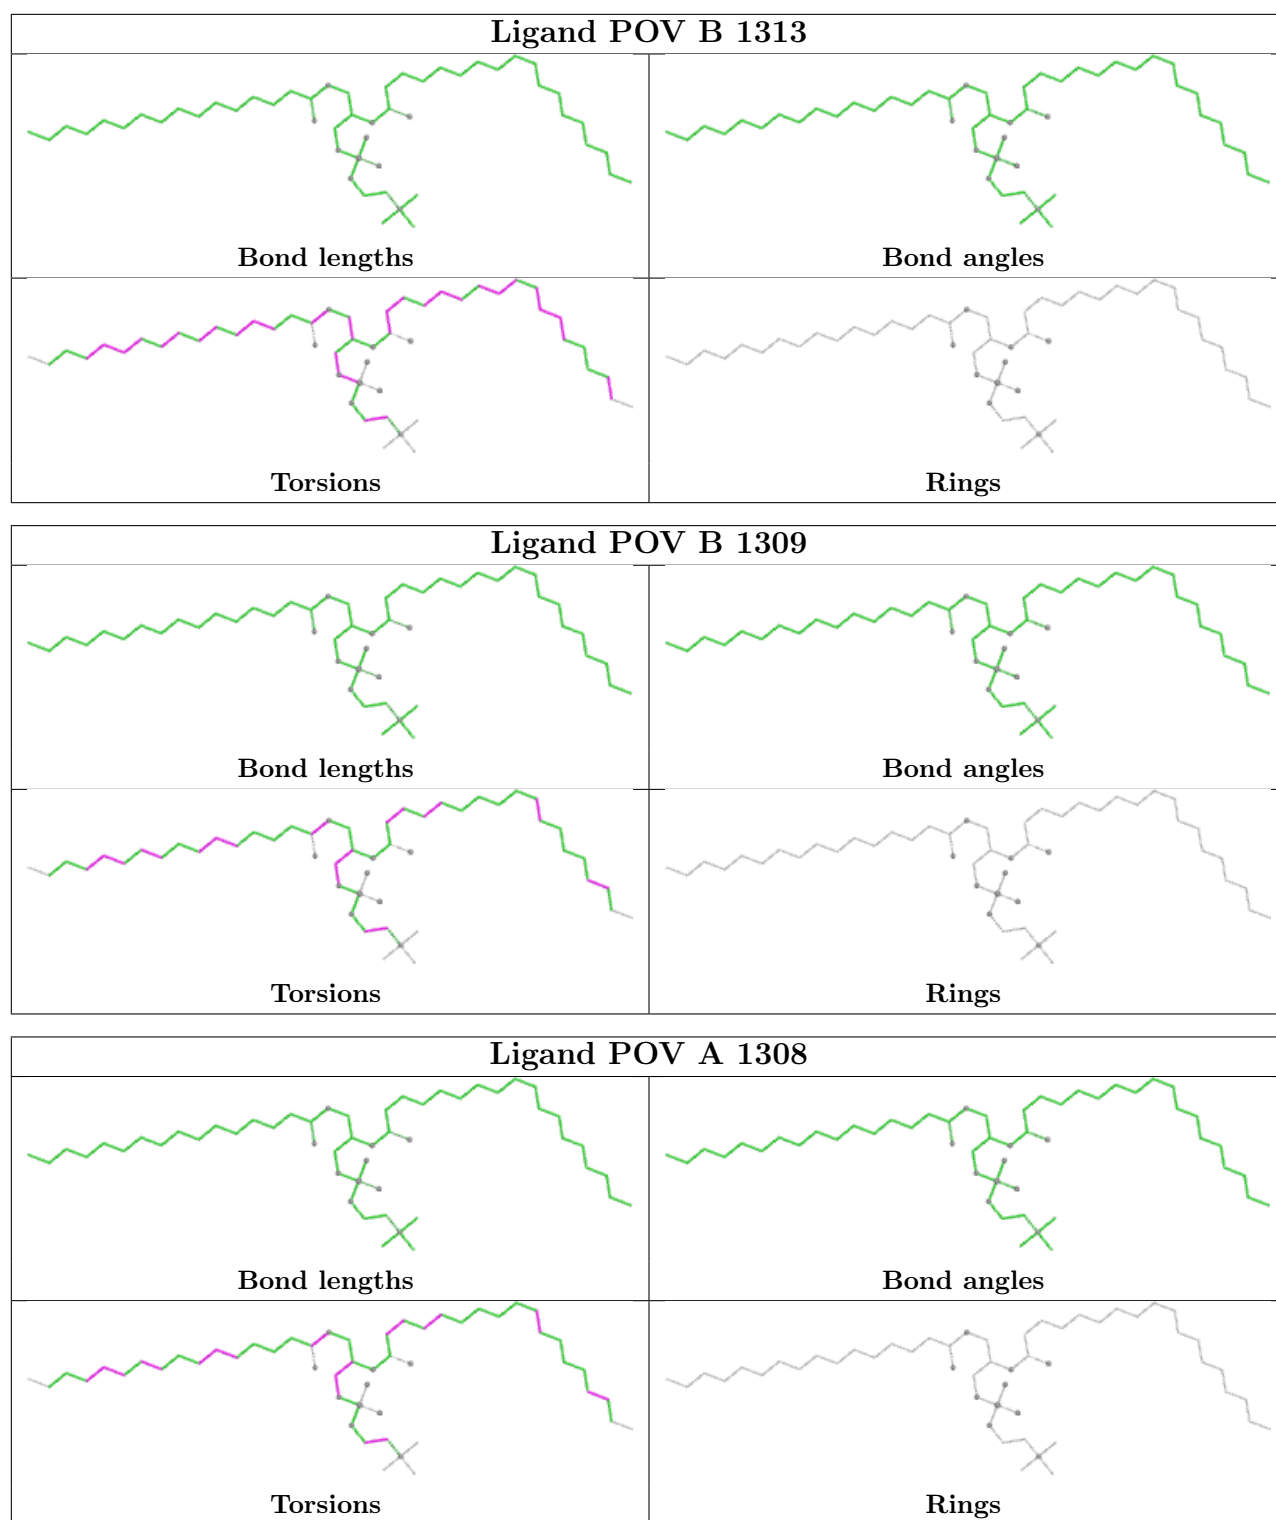 Ligand POV B 1313
Bond lengths
Bond angles
Torsions
Rings
Ligand POV B 1309
Bond lengths
Bond angles
Torsions
Rings
Ligand POV A 1308
Bond lengths
Bond angles
Torsions
Rings